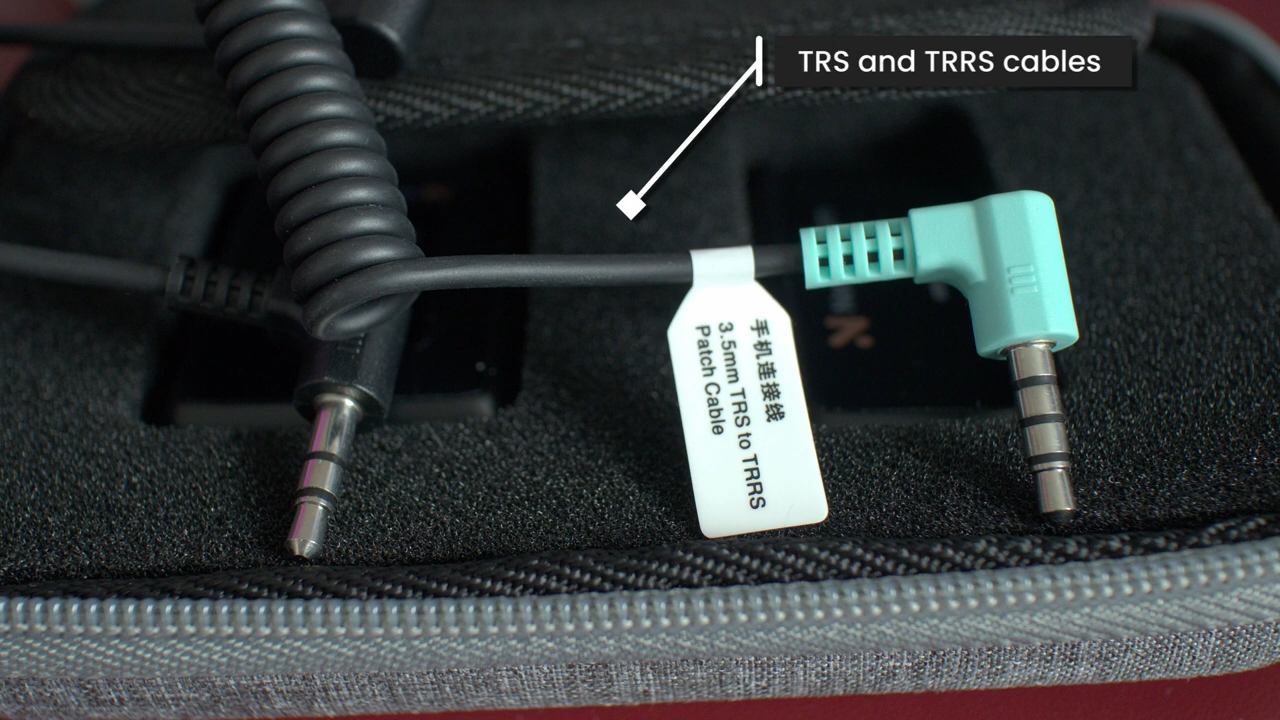 TRS and TRRS cables
手机连接线
3.5mm TRS to TRRS
Patch Cable